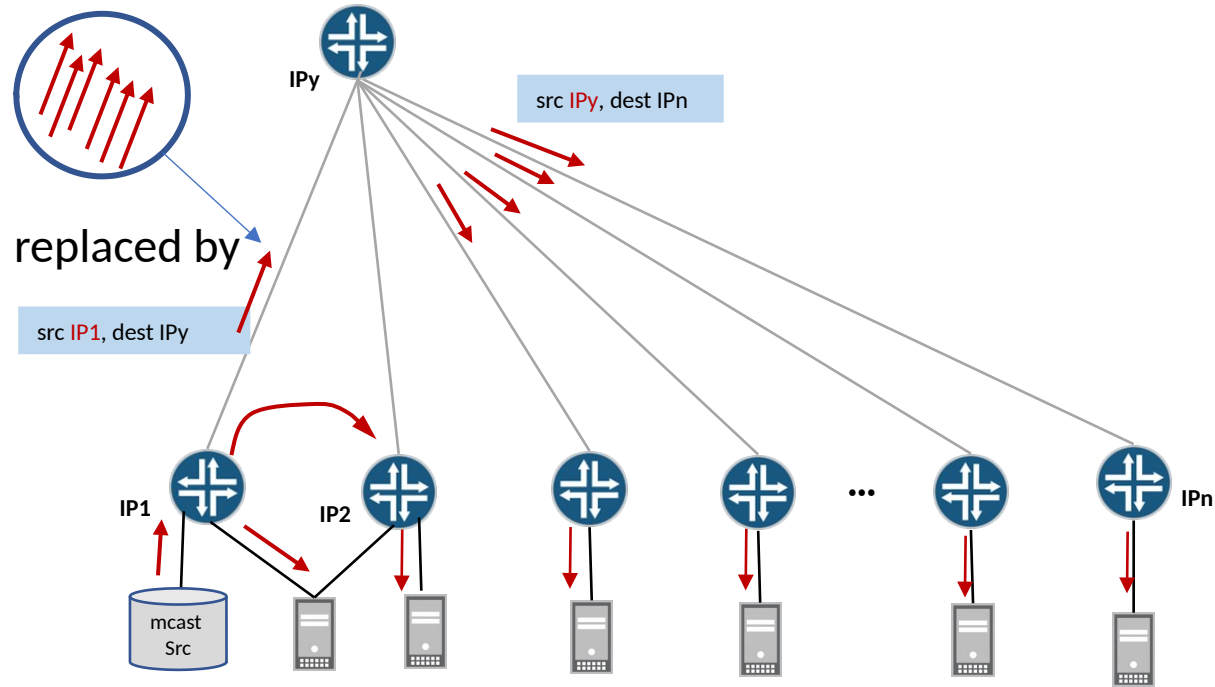 IPy
src IPy, dest IPn
replaced by
src IP1, dest IPy
IP1
IP2
...
IPn
mcast
Src